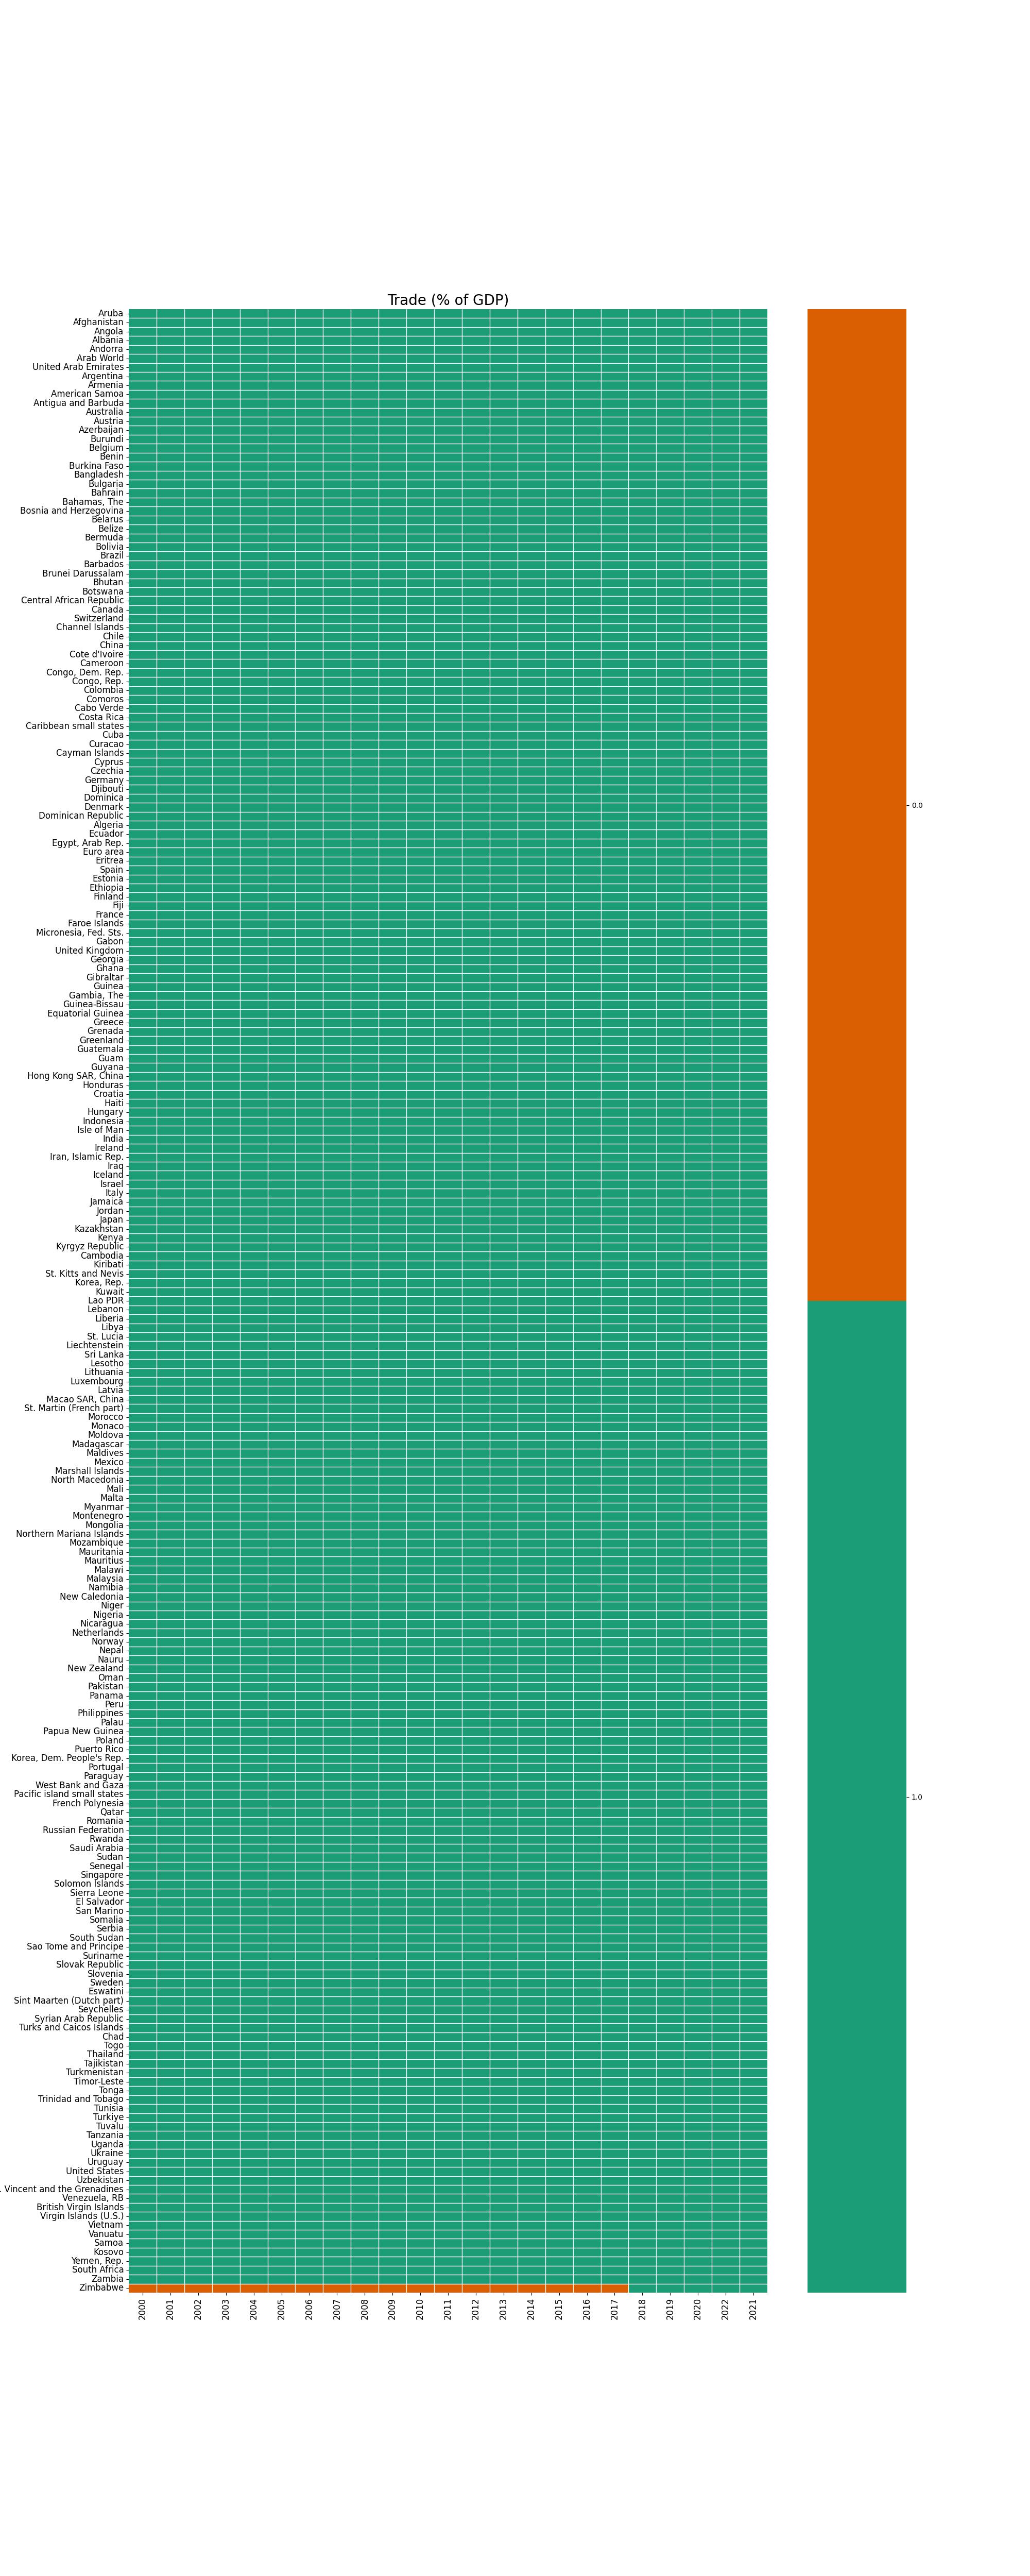 Trade (% of GDP)
Aruba
Afghanistan
Angola
Albania
Andorra
Arab World
United Arab Emirates
Argentina
Armenia
American Samoa
Antigua and Barbuda
Australia
Austria
Azerbaijan
Burundi
Belgium
Benin
Burkina Faso
Bangladesh
Bulgaria
Bahrain
Bahamas, The
Bosnia and Herzegovina
Belarus
Belize
Bermuda
Bolivia
Brazil
Barbados
Brunei Darussalam
Bhutan
Botswana
Central African Republic
Canada
Switzerland
Channel Islands
Chile
China
Cote d'Ivoire
Cameroon
Congo, Dem. Rep.
Congo, Rep.
Colombia
Comoros
Cabo Verde
Costa Rica
Caribbean small states
Cuba
Curacao
Cayman Islands
Cyprus
Czechia
Germany
Djibouti
Dominica
Denmark
Dominican Republic
Algeria
Ecuador
Egypt, Arab Rep.
Euro area
Eritrea
Spain
Estonia
Ethiopia
Finland
Fiji
France
Faroe Islands
Micronesia, Fed. Sts.
Gabon
United Kingdom
Georgia
Ghana
Gibraltar
Guinea
Gambia, The
Guinea-Bissau
Equatorial Guinea
Greece
Grenada
Greenland
Guatemala
Guam
Guyana
Hong Kong SAR, China
Honduras
Croatia
Haiti
Hungary
Indonesia
Isle of Man
India
Ireland
Iran, Islamic Rep.
Iraq
Iceland
Israel
Italy
Jamaica
Jordan
Japan
Kazakhstan
Kenya
Kyrgyz Republic
Cambodia
Kiribati
St. Kitts and Nevis
Korea, Rep.
Kuwait
Lao PDR
Lebanon
Liberia
Libya
St. Lucia
Liechtenstein
Sri Lanka
Lesotho
Lithuania
Luxembourg
Latvia
Macao SAR, China
St. Martin (French part)
Morocco
Monaco
Moldova
Madagascar
Maldives
Mexico
Marshall Islands
North Macedonia
Mali
Malta
Myanmar
Montenegro
Mongolia
Northern Mariana Islands
Mozambique
Mauritania
Mauritius
Malawi
Malaysia
Namibia
New Caledonia
Niger
Nigeria
Nicaragua
Netherlands
Norway
Nepal
Nauru
New Zealand
Oman
Pakistan
Panama
Peru
Philippines
Palau
Papua New Guinea
Poland
Puerto Rico
Korea, Dem. People's Rep.
Portugal
Paraguay
West Bank and Gaza
Pacific island small states
French Polynesia
Qatar
Romania
Russian Federation
Rwanda
Saudi Arabia
Sudan
Senegal
Singapore
Solomon Islands
Sierra Leone
El Salvador
San Marino
Somalia
Serbia
South Sudan
Sao Tome and Principe
Suriname
Slovak Republic
Slovenia
Sweden
Eswatini
Sint Maarten (Dutch part)
Seychelles
Syrian Arab Republic
Turks and Caicos Islands
Chad
Togo
Thailand
Tajikistan
Turkmenistan
Timor-Leste
Tonga
Trinidad and Tobago
Tunisia
Turkiye
Tuvalu
Tanzania
Uganda
Ukraine
Uruguay
United States
Uzbekistan
. Vincent and the Grenadines
Venezuela, RB
British Virgin Islands
Virgin Islands (U.S.)
Vietnam
Vanuatu
Samoa
Kosovo
Yemen, Rep.
South Africa
Zambia
Zimbabwe
2000
2001
2002
2003
2004
2005
2006
2007
2008
2009
2010
2011
2012
2013
2014
2015
2016
2017
2018
2019
2020
2022
2021
0.0
1.0